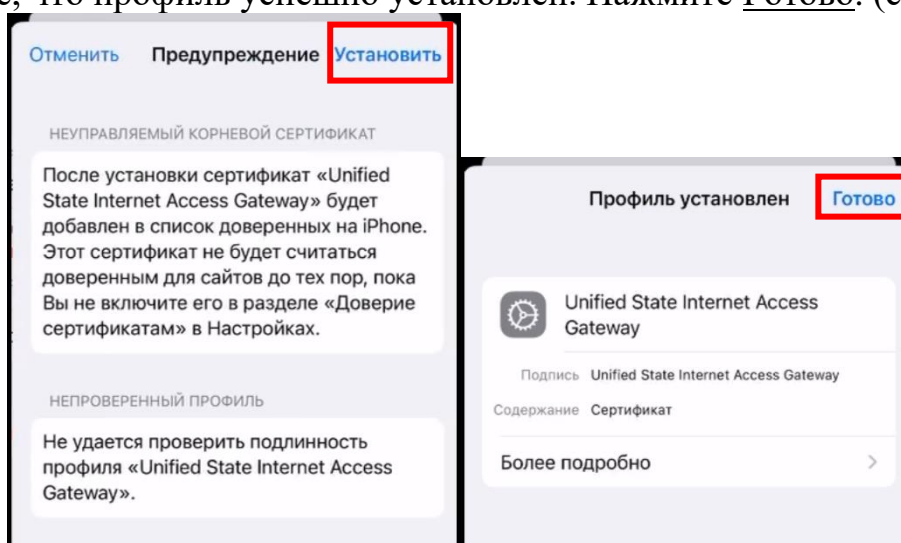 что профиль успешно установлен. Нажмите Готово. (с
Отменить Предупреждение Установить
НЕУПРАВЛЯЕМЫЙ КОРНЕВОЙ СЕРТИФИКАТ
После установки сертификат «Unified
State Internet Access Gateway» будет
добавлен в список доверенных на iPhone.
Этот сертификат не будет считаться
доверенным для сайтов до тех пор, пока
Вы не включите его в разделе «Доверие
сертификатам» в Настройках.
НЕПРОВЕРЕННЫЙ ПРОФИЛЬ
Не удается проверить подлинность
профиля «Unified State Internet Access
Gateway».
Профиль установлен Готово
Unified State Internet Access
Gateway
Подпись Unified State Internet Access Gateway
Содержание Сертификат
Более подробно